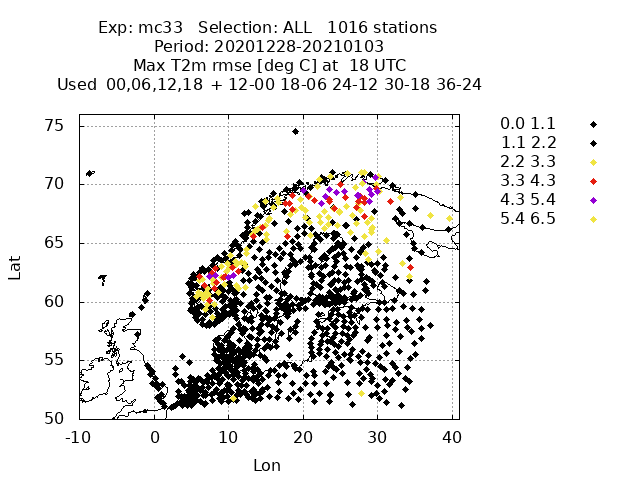 Exp: mc33 Selection: ALL 1016 stations
Period: 20201228-20210103
Max T2m rmse [deg C] at 18 UTC
Used 00,06,12,18 + 12-00 18-06 24-12 30-18 36-24
0.0 1.1
1.1 2.2
2.2 3.3
3.3 4.3
4.3 5.4
5.4 6.5
75
70
65
60
55
50
Lat
-10 0 10 20 30 40
Lon